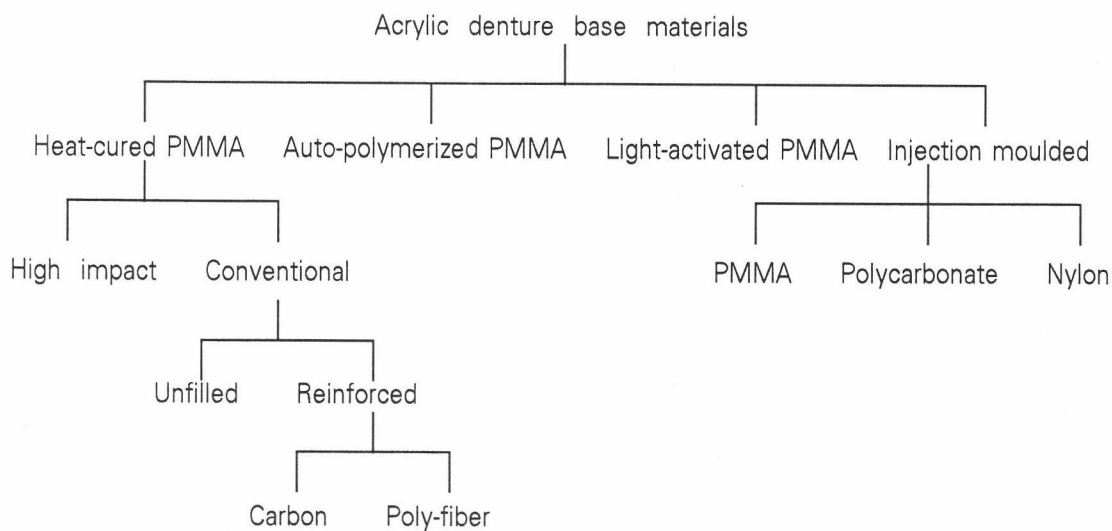 Acrylic denture base materials
Heat-cured PMMA Auto-polymerized PMMA Light-activated PMMA Injection moulded
High impact Conventional PMMA Polycarbonate Nylon
Unfilled Reinforced
Carbon Poly-fiber